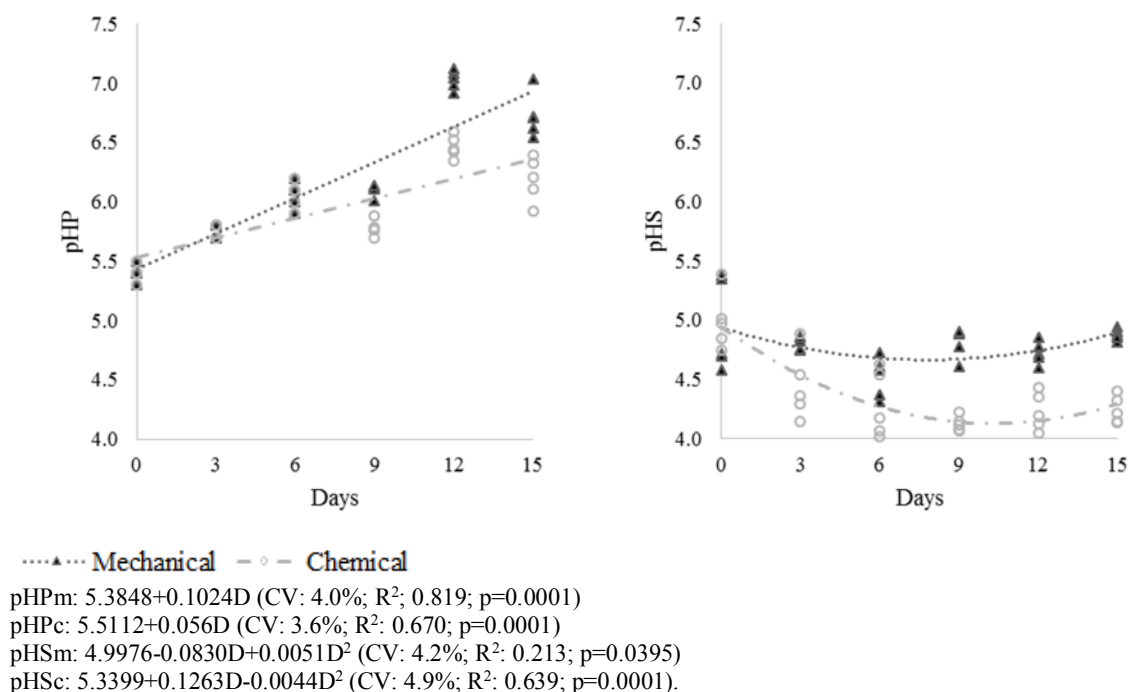 7.5
7.0
6.5
6.0
5.5
5.0
4.5
4.0
pHP
0 3 6 9 12 15
Days
7.5
7.0
6.5
6.0
5.5
5.0
4.5
4.0
pHS
0 3 6 9 12 15
Days
Mechanical Chemical
pHPm: 5.3848+0.1024D (CV: 4.0%; R²; 0.819; p=0.0001)
pHPc: 5.5112+0.056D (CV: 3.6%; R²: 0.670; p=0.0001)
pHSm: 4.9976-0.0830D+0.0051D² (CV: 4.2%; R²: 0.213; p=0.0395)
pHSc: 5.3399+0.1263D-0.0044D² (CV: 4.9%; R²: 0.639; p=0.0001).